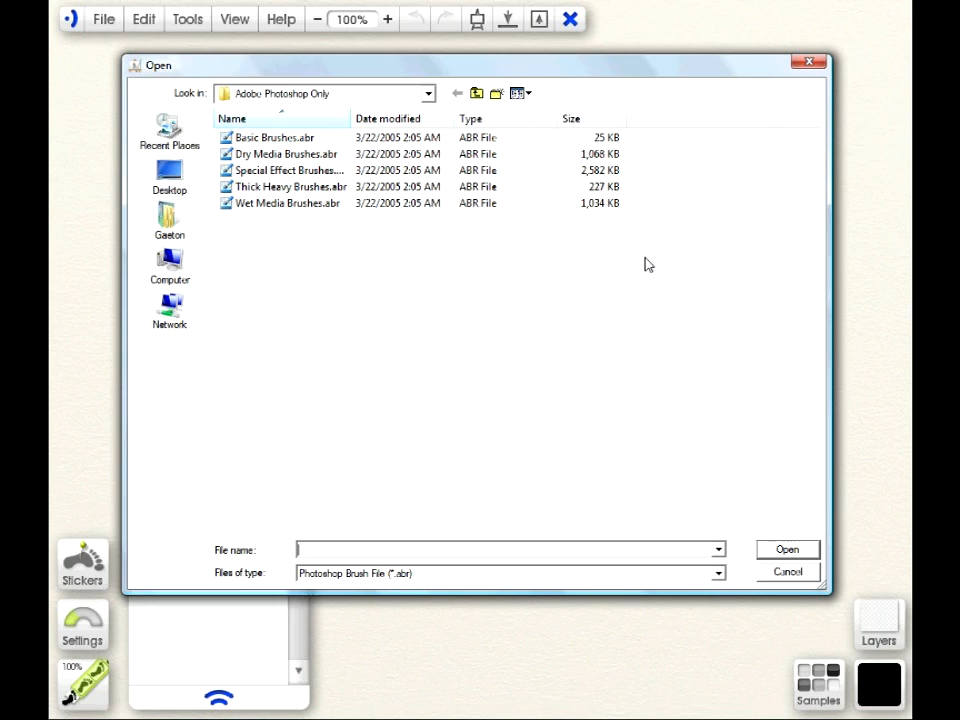 File Edit Tools View Help − 100% +
Open
Look in: Adobe Photoshop Only
Name Date modified Type Size
Basic Brushes.abr 3/22/2005 2:05 AM ABR File 25 KB
Dry Media Brushes.abr 3/22/2005 2:05 AM ABR File 1,068 KB
Special Effect Brushes.... 3/22/2005 2:05 AM ABR File 2,582 KB
Thick Heavy Brushes.abr 3/22/2005 2:05 AM ABR File 227 KB
Wet Media Brushes.abr 3/22/2005 2:05 AM ABR File 1,034 KB
Recent Places
Desktop
Gaeton
Computer
Network
File name: Open
Files of type: Photoshop Brush File (*.abr) Cancel
Stickers
Settings
Layers
100%
Samples